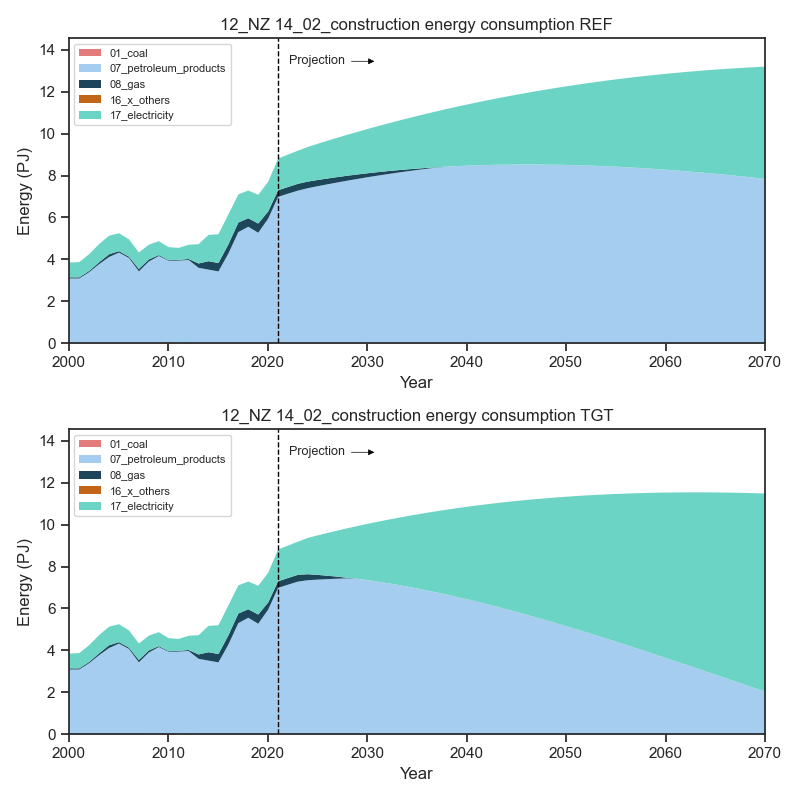 12_NZ 14_02_construction energy consumption REF
14
12
10
8
6
4
2
0
Energy (PJ)
01_coal
07_petroleum_products
08_gas
16_x_others
17_electricity
Projection
2000
2010
2020
2030
2040
2050
2060
2070
Year
12_NZ 14_02_construction energy consumption TGT
14
12
10
8
6
4
2
0
Energy (PJ)
01_coal
07_petroleum_products
08_gas
16_x_others
17_electricity
Projection
2000
2010
2020
2030
2040
2050
2060
2070
Year